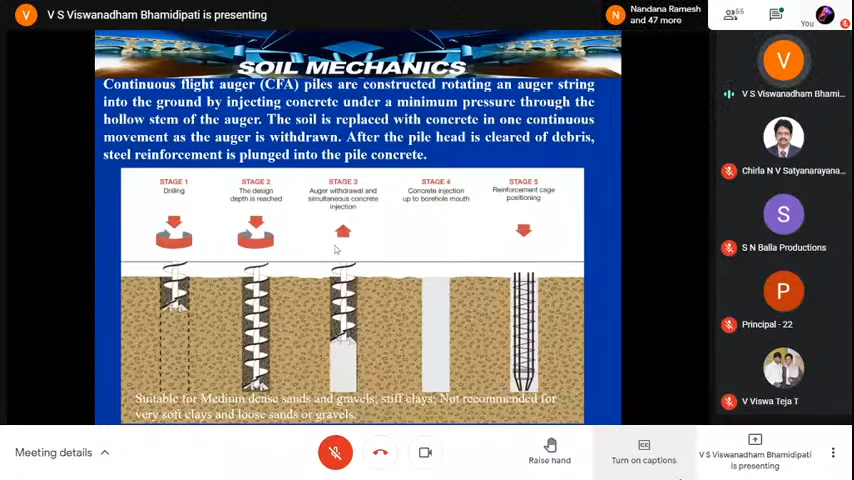 V
V S Viswanadham Bhamidipati is presenting
N
Nandana Ramesh
and 47 more
55
You
SOIL MECHANICS
Continuous flight auger (CFA) piles are constructed rotating an auger string
into the ground by injecting concrete under a minimum pressure through the
hollow stem of the auger. The soil is replaced with concrete in one continuous
movement as the auger is withdrawn. After the pile head is cleared of debris,
steel reinforcement is plunged into the pile concrete.
STAGE 1
Drilling
STAGE 2
The design
depth is reached
STAGE 3
Auger withdrawal and
simultaneous concrete
injection
STAGE 4
Concrete injection
up to borehole mouth
STAGE 5
Reinforcement cage
positioning
Suitable for Medium dense sands and gravels; stiff clays; Not recommended for
very soft clays and loose sands or gravels.
V
V S Viswanadham Bhami...
Chirla N V Satyanarayana...
S
S N Balla Productions
P
Principal - 22
V Viswa Teja T
Meeting details
Raise hand
CC
Turn on captions
V S Viswanadham Bhamidipati
is presenting